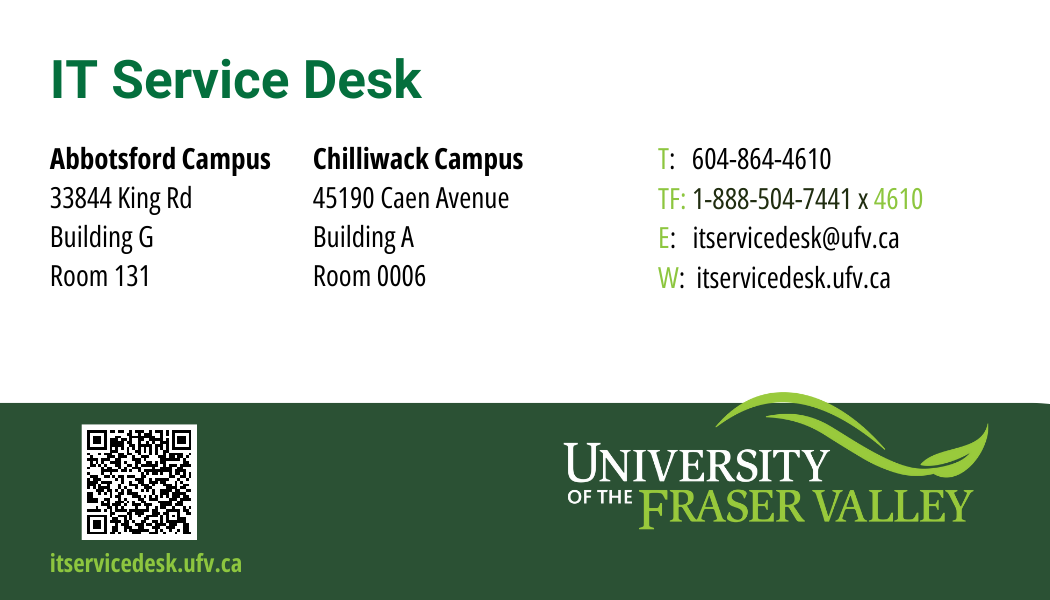 IT Service Desk
Abbotsford Campus
33844 King Rd
Building G
Room 131
Chilliwack Campus
45190 Caen Avenue
Building A
Room 0006
T: 604-864-4610
TF: 1-888-504-7441 x 4610
E: itservicedesk@ufv.ca
W: itservicedesk.ufv.ca
itservicedesk.ufv.ca
UNIVERSITY
OF THE FRASER VALLEY